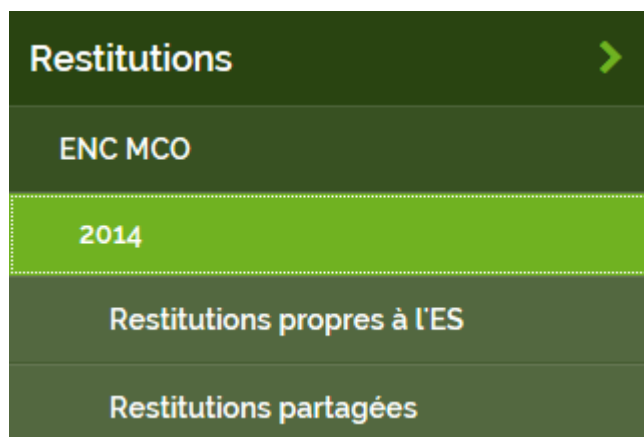 Restitutions
ENC MCO
2014
Restitutions propres à l'ES
Restitutions partagées